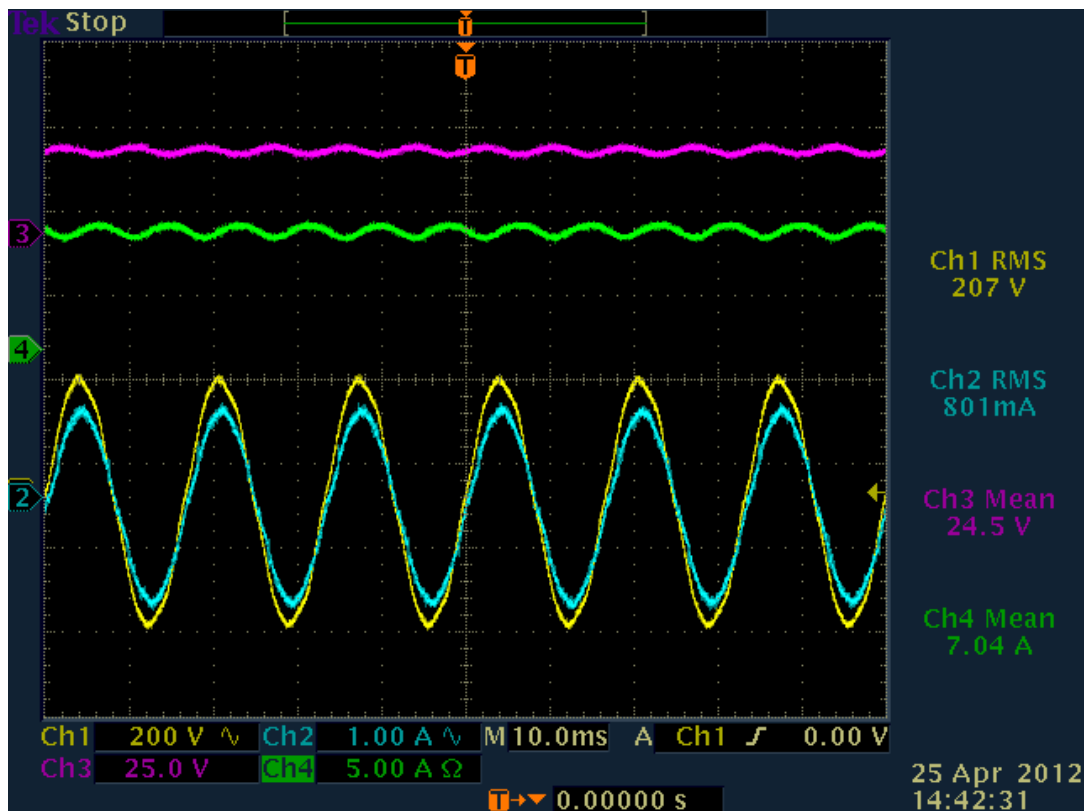 Tek Stop
T
T
3
4
2
Ch1 RMS
207 V
Ch2 RMS
801mA
Ch3 Mean
24.5 V
Ch4 Mean
7.04 A
Ch1 200 V ∿ Ch2 1.00 A ∿ M 10.0ms A Ch1 ƒ 0.00 V
Ch3 25.0 V Ch4 5.00 A Ω
T→▼ 0.00000 s
25 Apr 2012
14:42:31